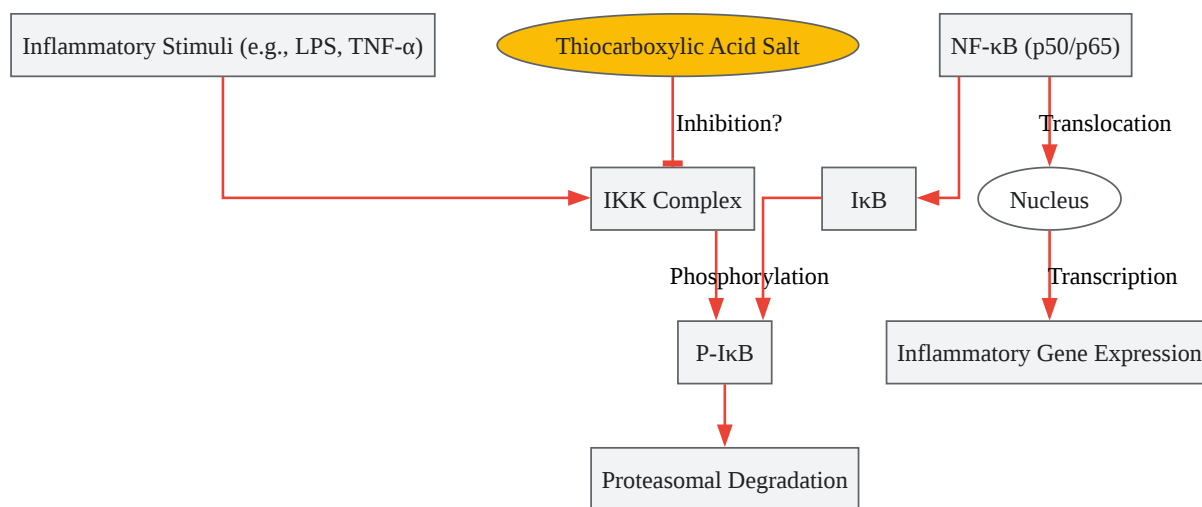 Inflammatory Stimuli (e.g., LPS, TNF-α)
Thiocarboxylic Acid Salt
NF-κB (p50/p65)
Inhibition?
Translocation
IKK Complex
IκB
Nucleus
Phosphorylation
Transcription
P-IκB
Inflammatory Gene Expression
Proteasomal Degradation